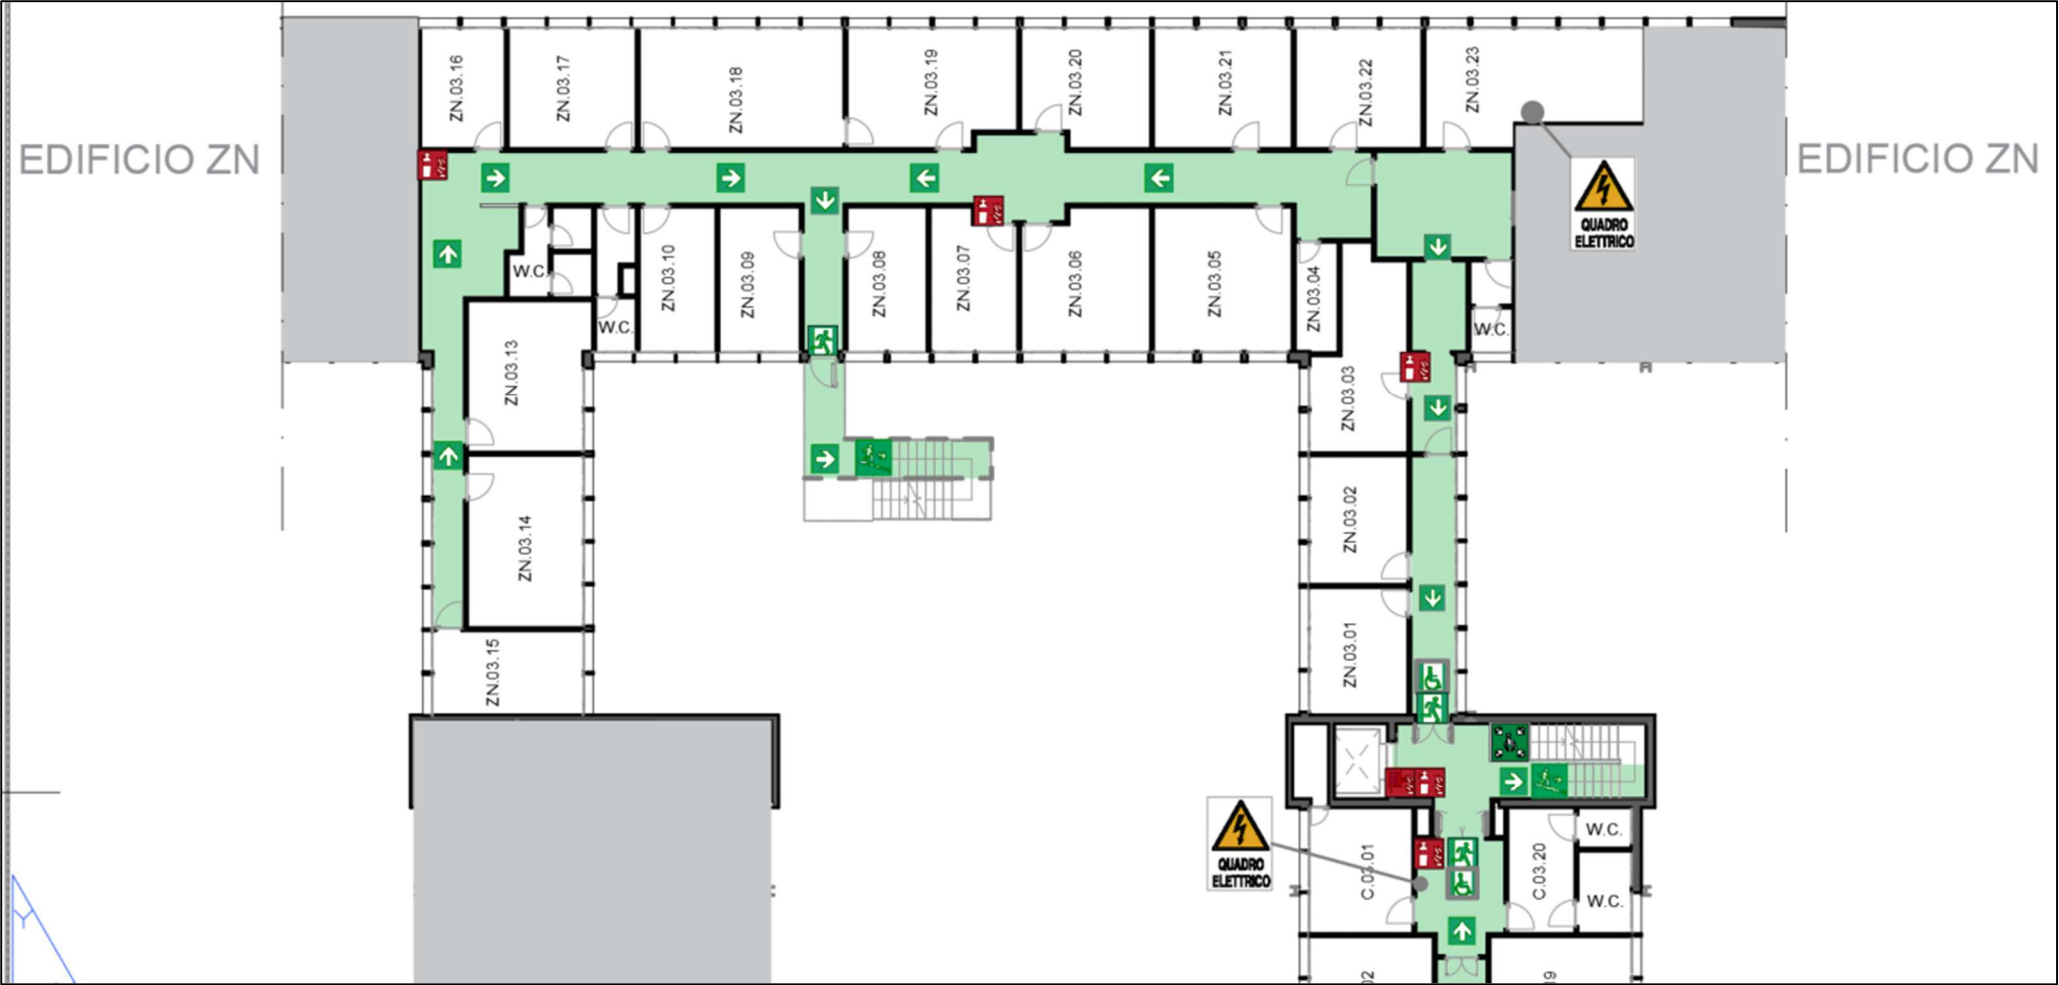 EDIFICIO ZN
EDIFICIO ZN
ZN.03.16
ZN.03.17
ZN.03.18
ZN.03.19
ZN.03.20
ZN.03.21
ZN.03.22
ZN.03.23
QUADRO
ELETTRICO
W.C.
W.C.
ZN.03.10
ZN.03.09
ZN.03.08
ZN.03.07
ZN.03.06
ZN.03.05
ZN.03.04
W.C.
ZN.03.13
ZN.03.03
ZN.03.14
ZN.03.02
ZN.03.15
ZN.03.01
QUADRO
ELETTRICO
C.03.01
C.03.20
W.C.
W.C.
02
19
Y